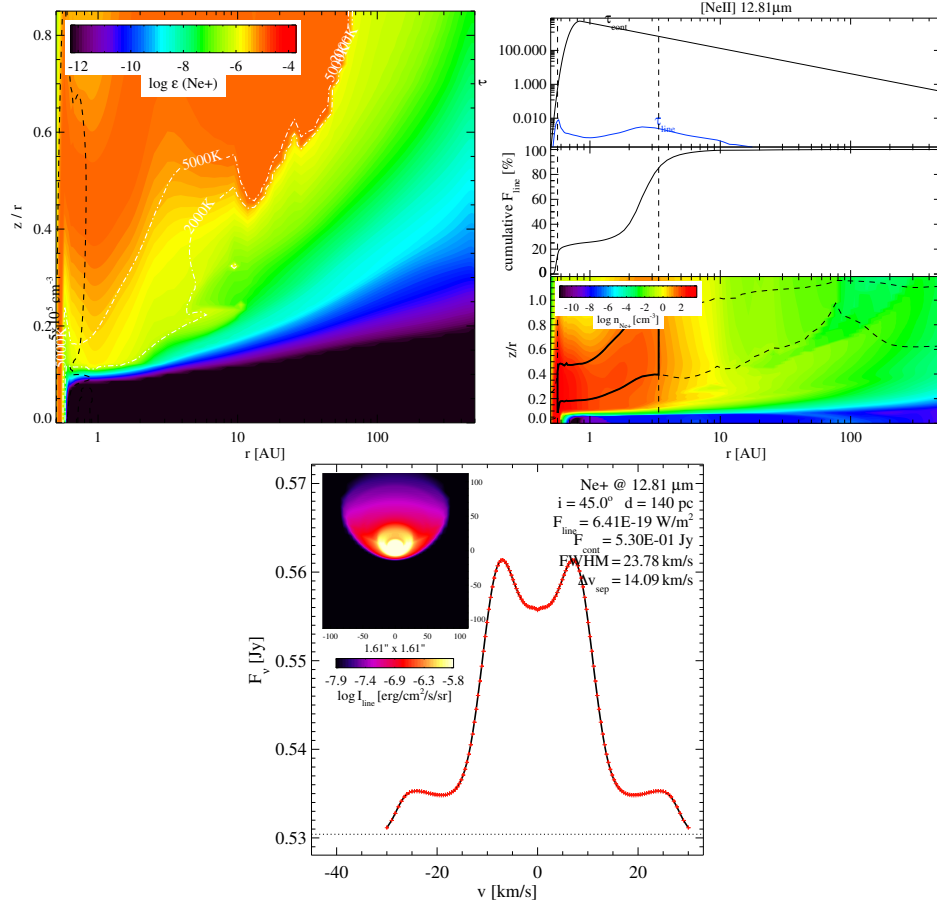 0.8
0.6
0.4
0.2
0.0
z / r
-12 -10 -8 -6 -4
log ε (Ne+)
5000K
2000K
5000K
2000K
5000K
5×10⁵ cm⁻³
1 10 100
r [AU]
[NeII] 12.81μm
τ
100.000
1.000
0.010
τcont
τline
cumulative Fline [%]
100
80
60
40
20
0
z/r
1.0
0.8
0.6
0.4
0.2
0.0
-10 -8 -6 -4 -2 0 2
log nNe+ [cm⁻³]
1 10 100
r [AU]
0.57
0.56
0.55
0.54
0.53
Fν [Jy]
Ne+ @ 12.81 μm
i = 45.0° d = 140 pc
Fline = 6.41E-19 W/m²
Fcont = 5.30E-01 Jy
FWHM = 23.78 km/s
Δvsep = 14.09 km/s
100
50
0
-50
-100
-100 -50 0 50 100
1.61" x 1.61"
-7.9 -7.4 -6.9 -6.3 -5.8
log Iline [erg/cm²/s/sr]
-40 -20 0 20
v [km/s]